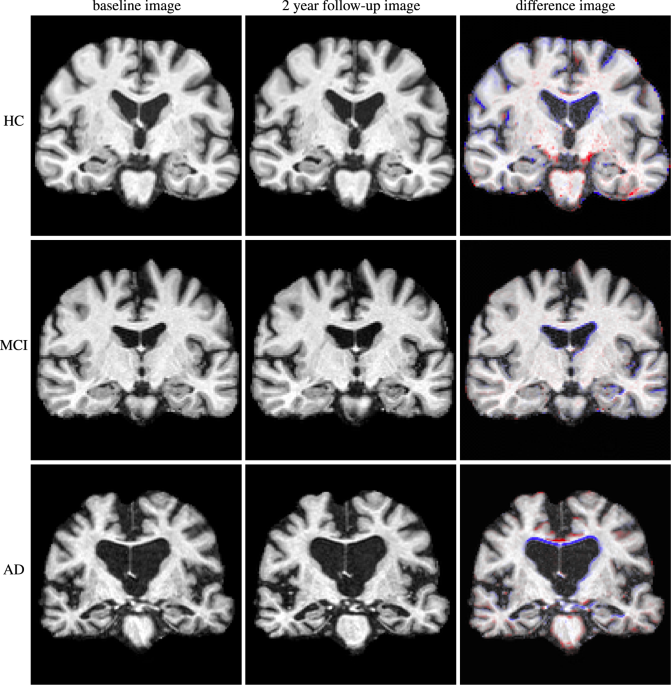 baseline image 2 year follow-up image difference image
HC
MCI
AD